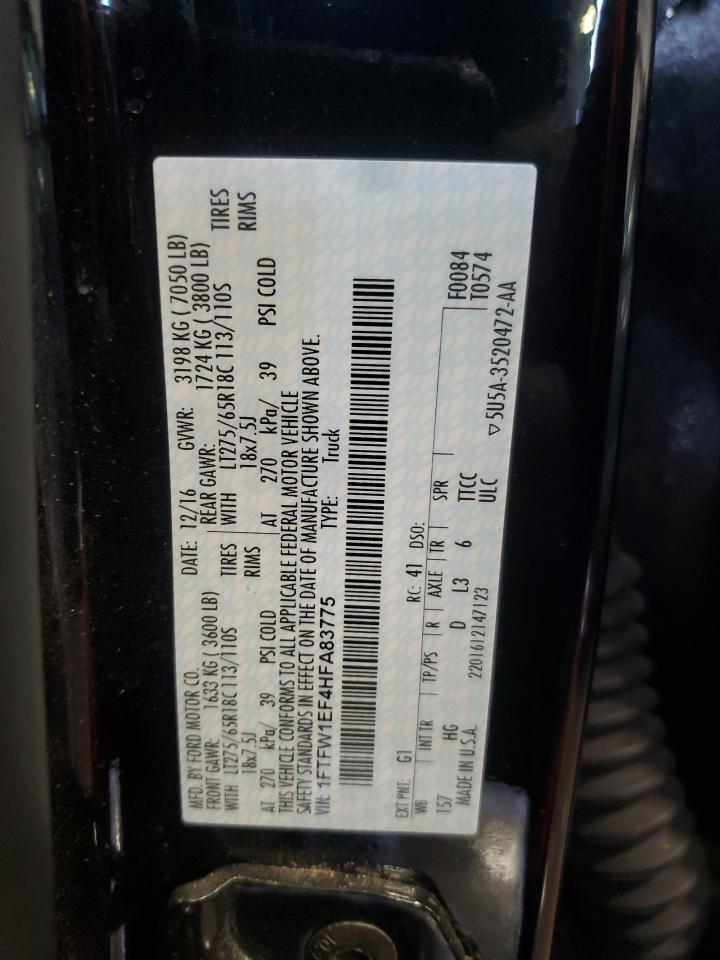 MFD. BY FORD MOTOR CO.
DATE: 12/16 GVWR: 3198 KG ( 7050 LB)
FRONT GAWR: 1633 KG ( 3600 LB)
REAR GAWR: 1724 KG ( 3800 LB)
WITH LT275/65R18C 113/110S TIRES
WITH LT275/65R18C 113/110S TIRES
18x7.5J RIMS
18x7.5J RIMS
AT 270 kPa/ 39 PSI COLD
AT 270 kPa/ 39 PSI COLD
THIS VEHICLE CONFORMS TO ALL APPLICABLE FEDERAL MOTOR VEHICLE
SAFETY STANDARDS IN EFFECT ON THE DATE OF MANUFACTURE SHOWN ABOVE.
VIN: 1FTFW1EF4HFA83775 TYPE: Truck
EXT PNT: G1 RC: 41 DSO:
WB INT TR TP/PS R AXLE TR SPR F0084
157 HG D L3 6 TTCC T0574
MADE IN U.S.A. 2201612147123 ULC
▽5U5A-3520472-AA